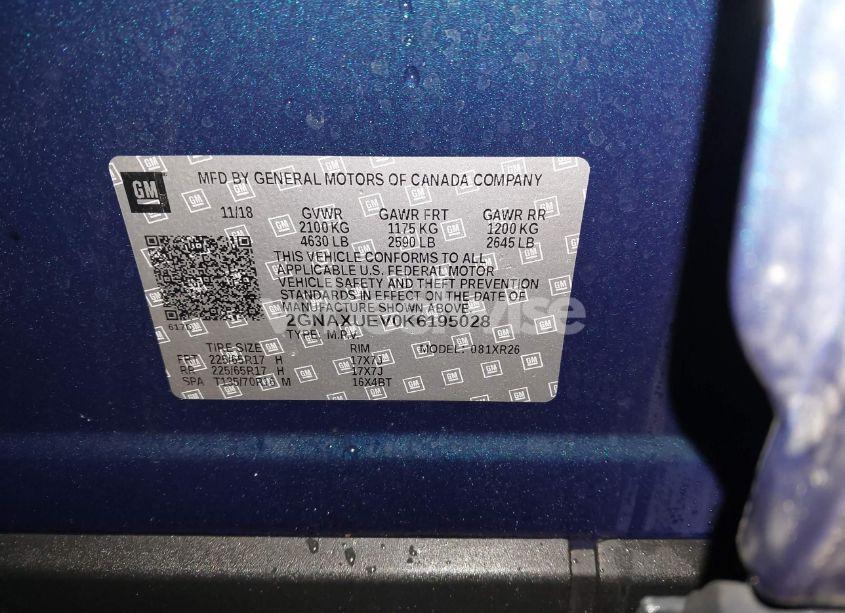 GM
MFD BY GENERAL MOTORS OF CANADA COMPANY
11/18 GVWR GAWR FRT GAWR RR
2100 KG 1175 KG 1200 KG
4630 LB 2590 LB 2645 LB
THIS VEHICLE CONFORMS TO ALL
APPLICABLE U.S. FEDERAL MOTOR
VEHICLE SAFETY AND THEFT PREVENTION
STANDARDS IN EFFECT ON THE DATE OF
MANUFACTURE SHOWN ABOVE.
2GNAXUEV0K6195028
TYPE: M.P.V.
TIRE SIZE RIM MODEL: 081XR26
FRT 225/65R17 H 17X7J
RR 225/65R17 H 17X7J
SPA T135/70R16 M 16X4BT